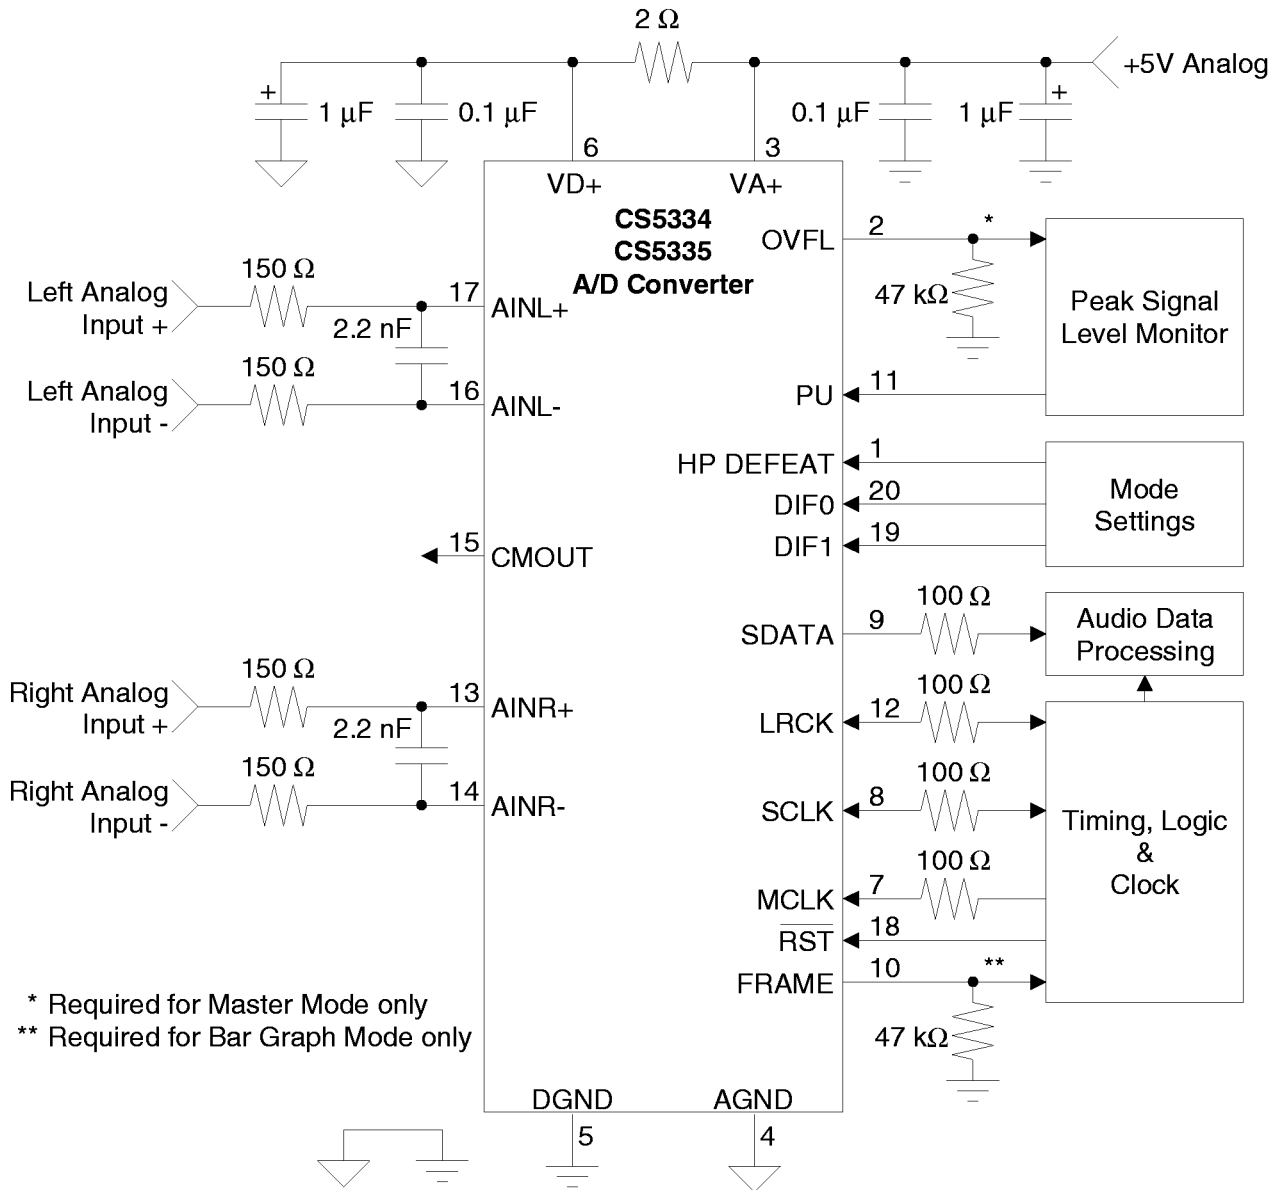 2 Ω
+5V Analog
+
1 µF
0.1 µF
0.1 µF
1 µF
+
6
3
VD+
VA+
CS5334
CS5335
A/D Converter
OVFL
2
*
47 kΩ
Peak Signal
Level Monitor
PU
11
Left Analog
Input +
150 Ω
17
AINL+
2.2 nF
Left Analog
Input -
150 Ω
16
AINL-
HP DEFEAT
1
DIF0
20
DIF1
19
Mode
Settings
15
CMOUT
SDATA
9
100 Ω
Audio Data
Processing
Right Analog
Input +
150 Ω
13
AINR+
2.2 nF
Right Analog
Input -
150 Ω
14
AINR-
LRCK
12
100 Ω
SCLK
8
100 Ω
MCLK
7
100 Ω
RST
18
FRAME
10
**
47 kΩ
Timing, Logic
&
Clock
* Required for Master Mode only
** Required for Bar Graph Mode only
DGND
AGND
5
4